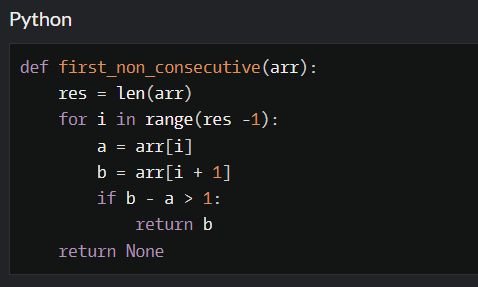 Python
def first_non_consecutive(arr):
    res = len(arr)
    for i in range(res -1):
        a = arr[i]
        b = arr[i + 1]
        if b - a > 1:
            return b
    return None